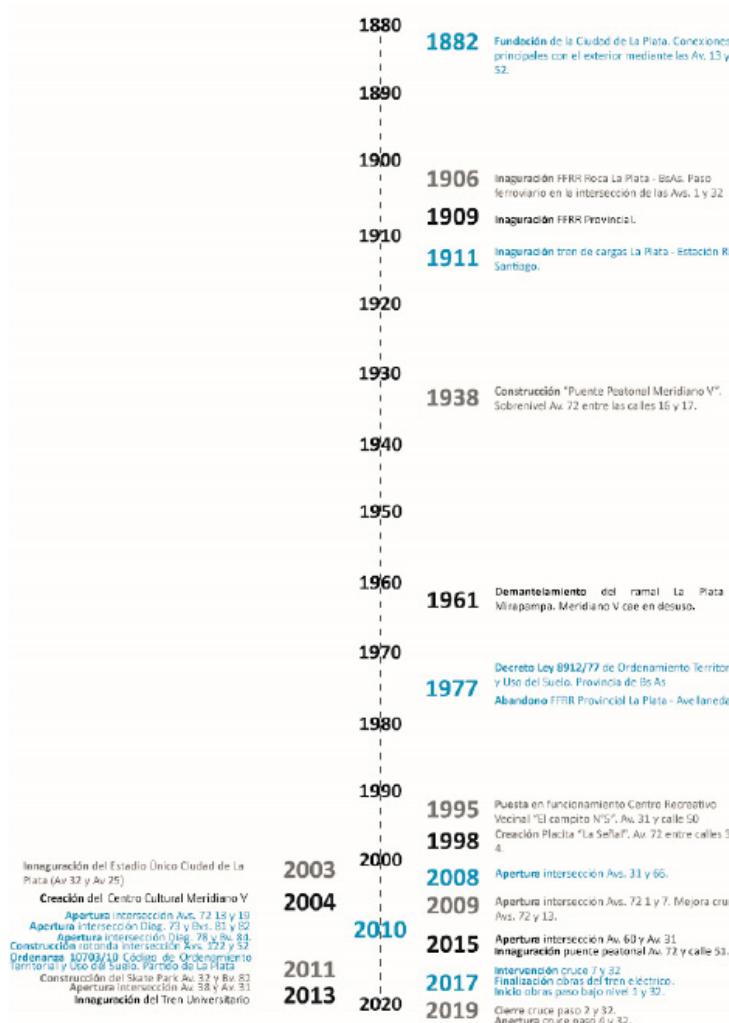 1880
1882
Fundación de la Ciudad de La Plata. Conexiones
principales con el exterior mediante las Av. 13 y
52.
1890
1900
1906
Inaguración FFRR Roca La Plata - BsAs. Paso
ferroviario en la intersección de las Avs. 1 y 32
1909
Inaguración FFRR Provincial.
1910
1911
Inaguración tren de cargas La Plata - Estación R
Santiago.
1920
1930
1938
Construcción "Puente Peatonal Meridiano V".
Sobrenivel Av. 72 entre las calles 16 y 17.
1940
1950
1960
1961
Demantelamiento del ramal La Plata
Mirapampa. Meridiano V cae en desuso.
1970
1977
Decreto Ley 8912/77 de Ordenamiento Territor
y Uso del Suelo. Provincia de Bs As
Abandono FFRR Provincial La Plata - Avellaneda
1980
1990
1995
Puesta en funcionamiento Centro Recreativo
Vecinal "El campito N°5". Av. 31 y calle 50
1998
Creación Placita "La Señal". Av. 72 entre calles 3
4.
2000
Innaguración del Estadio Único Ciudad de La
Plata (Av 32 y Av 25)
2003
2008
Apertura intersección Avs. 31 y 66.
Creación del Centro Cultural Meridiano V
2004
2009
Apertura intersección Avs. 72 1 y 7. Mejora cru
Avs. 72 y 13.
Apertura intersección Avs. 72 13 y 19
Apertura intersección Diag. 73 y Bvs. 81 y 82
Apertura intersección Diag. 78 y Bv. 84.
Construcción rotonda intersección Avs. 122 y 52
Ordenanza 10703/10 Código de Ordenamiento
Territorial y Uso del Suelo. Partido de La Plata
2010
2015
Apertura intersección Av. 60 y Av. 31
Innaguración puente peatonal Av. 72 y calle 51.
2011
Construcción del Skate Park Av. 32 y Bv. 82
Apertura intersección Av. 38 y Av. 31
2017
Intervención cruce 7 y 32
Finalización obras del tren eléctrico.
Inicio obras paso bajo nivel 1 y 32.
2013
Innaguración del Tren Universitario
2020
2019
Cierre cruce paso 2 y 32.
Apertura cruce paso 4 y 32.